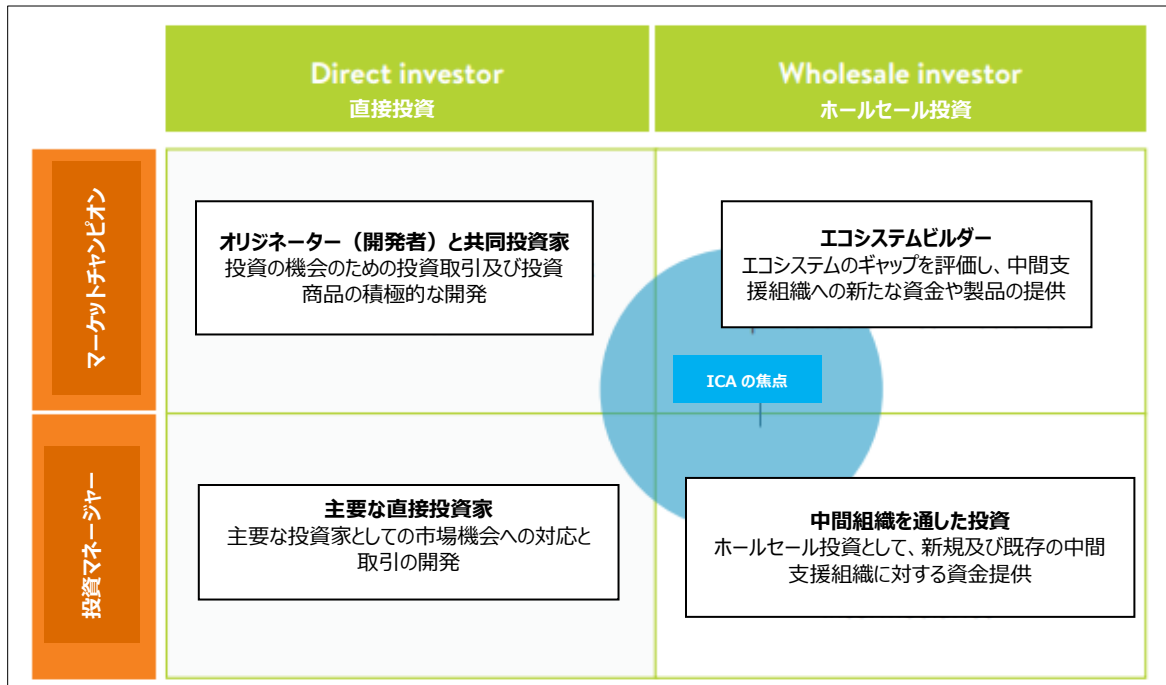 Direct investor
直接投資
Wholesale investor
ホールセール投資
マーケットチャンピオン
オリジネーター（開発者）と共同投資家
投資の機会のための投資取引及び投資
商品の積極的な開発
エコシステムビルダー
エコシステムのギャップを評価し、中間支
援組織への新たな資金や製品の提供
ICA の焦点
投資マネージャー
主要な直接投資家
主要な投資家としての市場機会への対応と
取引の開発
中間組織を通した投資
ホールセール投資として、新規及び既存の中間
支援組織に対する資金提供